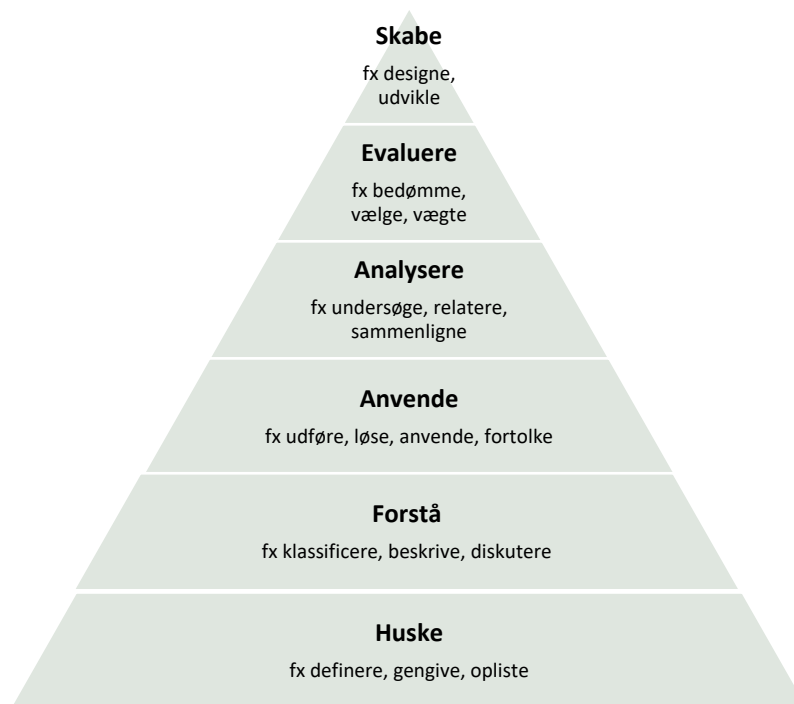 Skabe
fx designe,
udvikle
Evaluere
fx bedømme,
vælge, vægte
Analysere
fx undersøge, relatere,
sammenligne
Anvende
fx udføre, løse, anvende, fortolke
Forstå
fx klassificere, beskrive, diskutere
Huske
fx definere, gengive, opliste